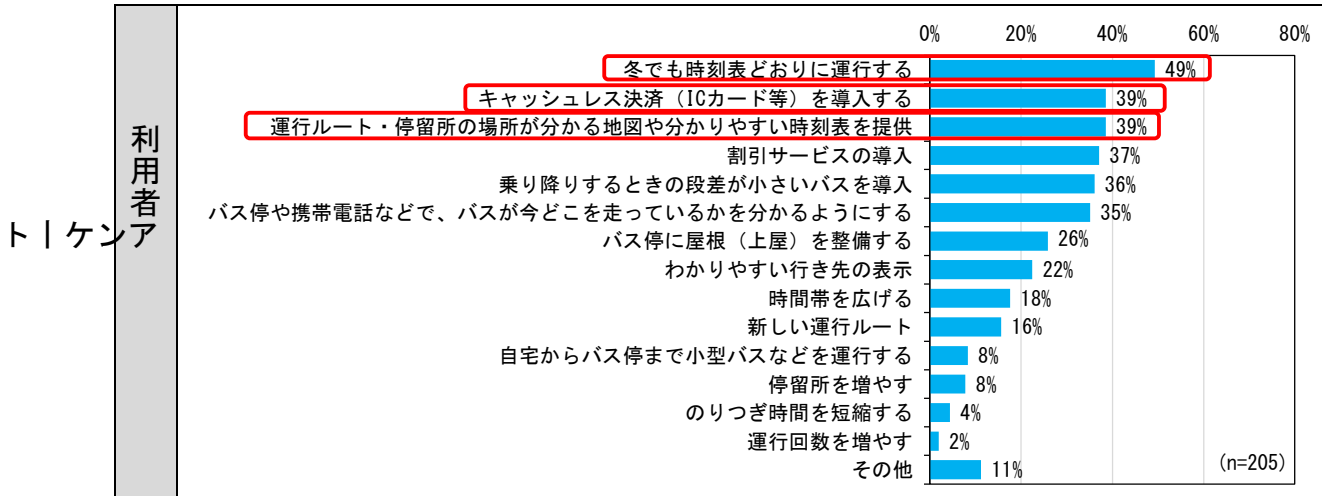 利用者アンケート
0% 20% 40% 60% 80%
冬でも時刻表どおりに運行する 49%
キャッシュレス決済（ICカード等）を導入する 39%
運行ルート・停留所の場所が分かる地図や分かりやすい時刻表を提供 39%
割引サービスの導入 37%
乗り降りするときの段差が小さいバスを導入 36%
バス停や携帯電話などで、バスが今どこを走っているかを分かるようにする 35%
バス停に屋根（上屋）を整備する 26%
わかりやすい行き先の表示 22%
時間帯を広げる 18%
新しい運行ルート 16%
自宅からバス停まで小型バスなどを運行する 8%
停留所を増やす 8%
のりつぎ時間を短縮する 4%
運行回数を増やす 2%
その他 11%
(n=205)